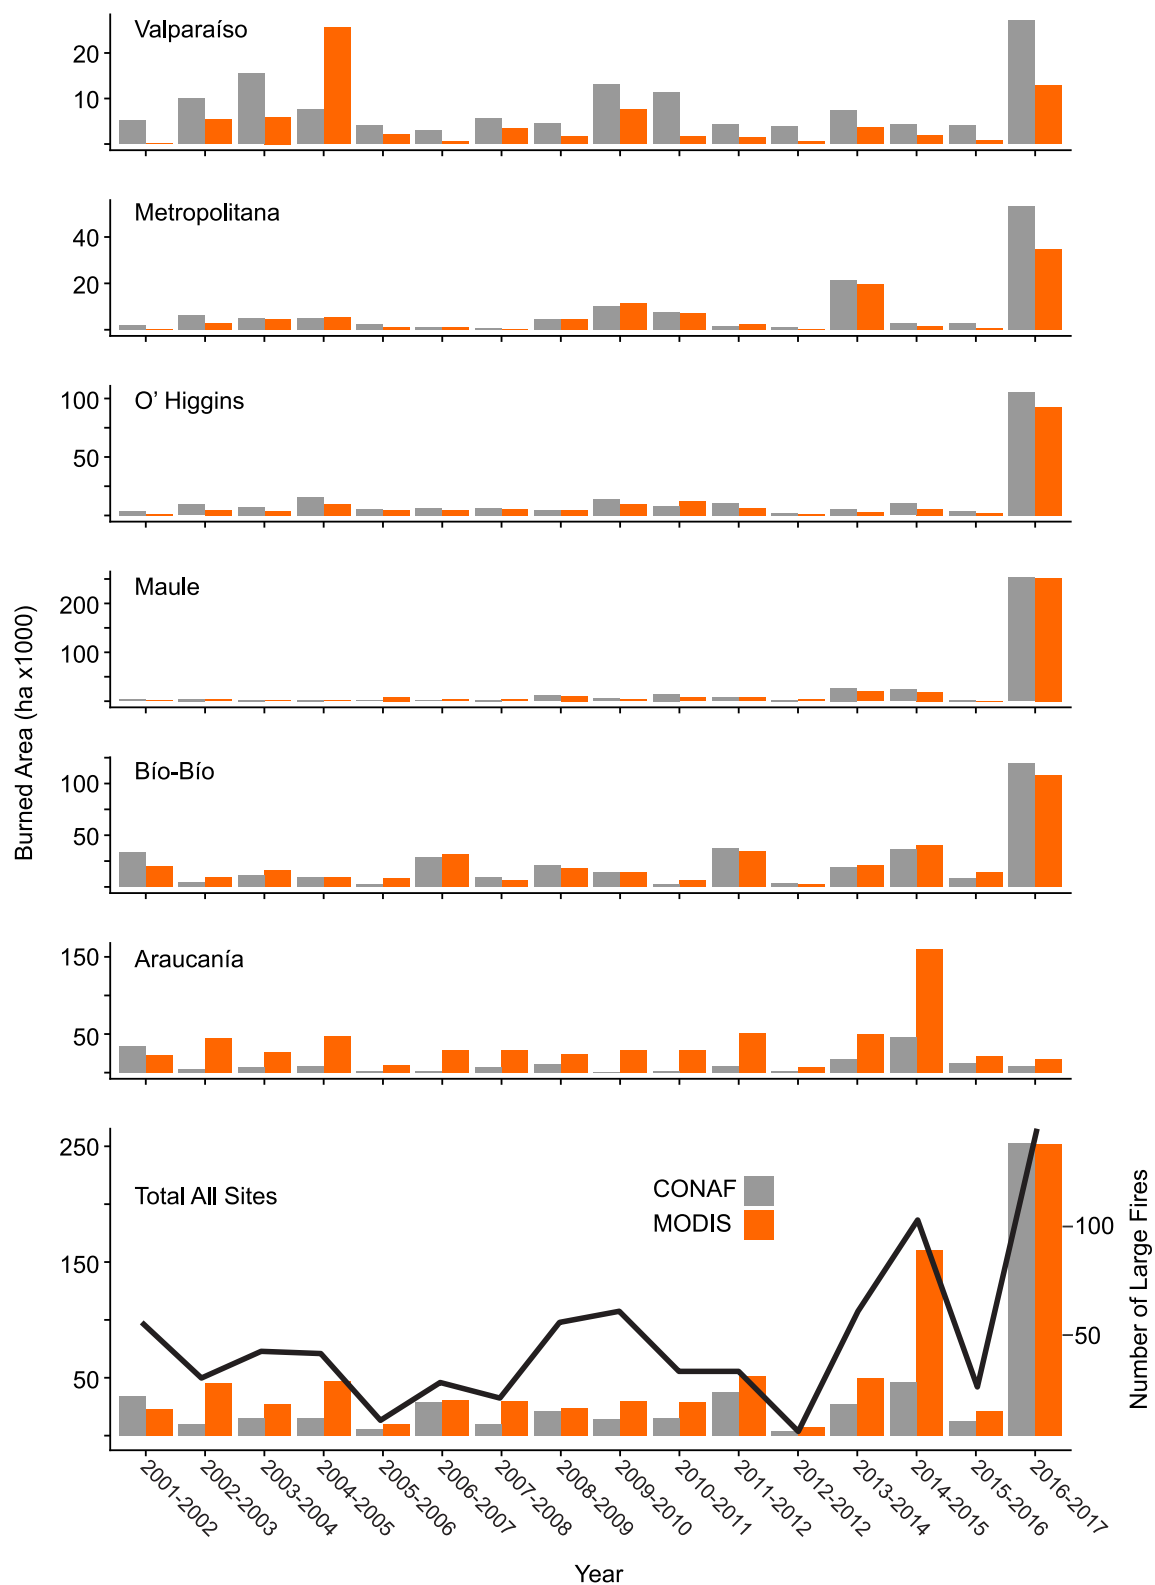 Valparaíso
20
10
Metropolitana
40
20
O' Higgins
100
50
Maule
200
100
Bío-Bío
100
50
Araucanía
150
50
Total All Sites
CONAF
MODIS
250
150
50
100
50
Burned Area (ha x1000)
Number of Large Fires
2001-2002
2002-2003
2003-2004
2004-2005
2005-2006
2006-2007
2007-2008
2008-2009
2009-2010
2010-2011
2011-2012
2012-2012
2013-2014
2014-2015
2015-2016
2016-2017
Year